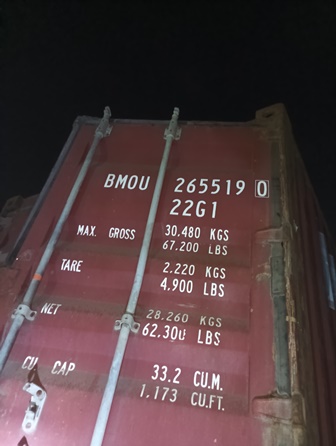 BMOU 265519 0
22G1
MAX. GROSS 30.480 KGS
67.200 LBS
TARE 2.220 KGS
4.900 LBS
NET 28.260 KGS
62.300 LBS
CU CAP 33.2 CU.M.
1.173 CU.FT.